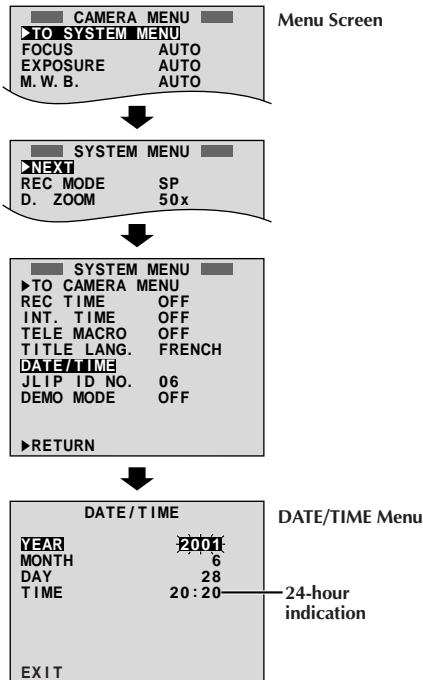 CAMERA MENU
Menu Screen
▶TO SYSTEM MENU
FOCUS AUTO
EXPOSURE AUTO
M. W. B. AUTO
SYSTEM MENU
▶NEXT
REC MODE SP
D. ZOOM 50x
SYSTEM MENU
▶TO CAMERA MENU
REC TIME OFF
INT. TIME OFF
TELE MACRO OFF
TITLE LANG. FRENCH
DATE/TIME
JLIP ID NO. 06
DEMO MODE OFF
▶RETURN
DATE/TIME
DATE/TIME Menu
YEAR 2001
MONTH 6
DAY 28
TIME 20:20
24-hour
indication
EXIT